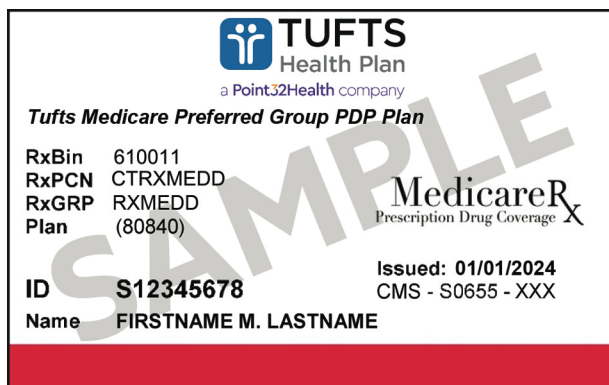 TUFTS
Health Plan
a Point32Health company
Tufts Medicare Preferred Group PDP Plan
RxBin 610011
RxPCN CTRXMEDD
RxGRP RXMEDD
Plan (80840)
MedicareRx
Prescription Drug Coverage
SAMPLE
Issued: 01/01/2024
ID S12345678
CMS - S0655 - XXX
Name FIRSTNAME M. LASTNAME